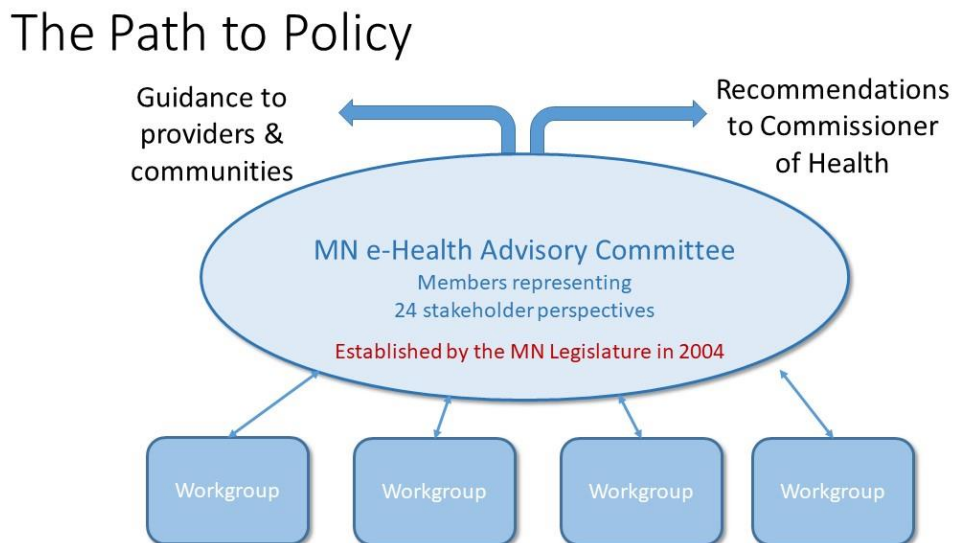 The Path to Policy
Guidance to
providers &
communities
Recommendations
to Commissioner
of Health
MN e-Health Advisory Committee
Members representing
24 stakeholder perspectives
Established by the MN Legislature in 2004
Workgroup
Workgroup
Workgroup
Workgroup